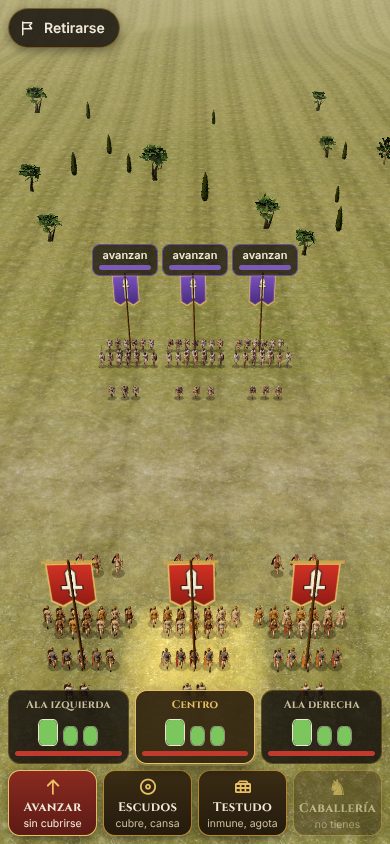 Retirarse
avanzan avanzan avanzan
Ala izquierda Centro Ala derecha
Avanzar Escudos Testudo Caballería
sin cubrirse cubre, cansa inmune, agota no tienes